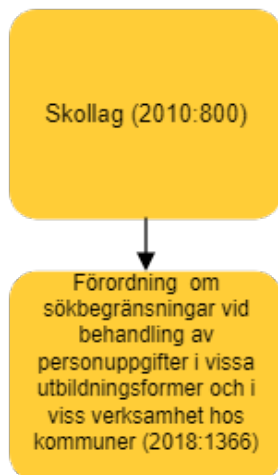 Skollag (2010:800)
Förordning om
sökbegränsningar vid
behandling av
personuppgifter i vissa
utbildningsformer och i
viss verksamhet hos
kommuner (2018:1366)